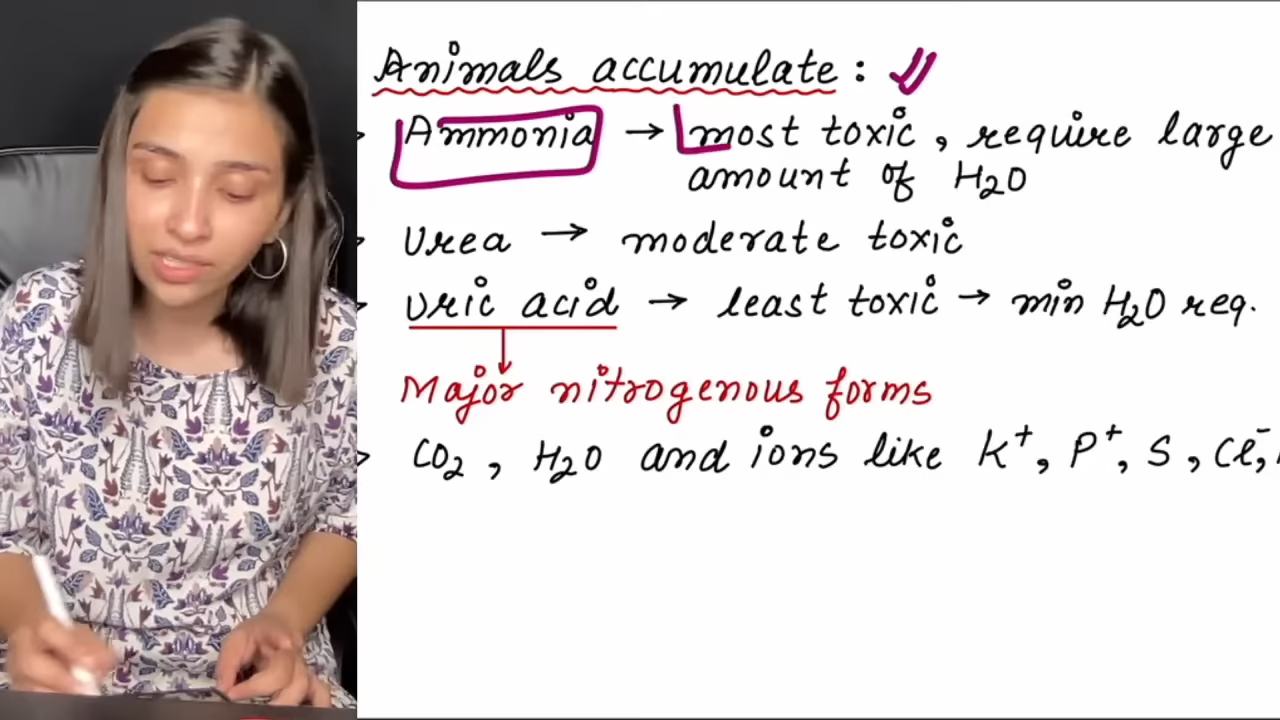 Animals accumulate :
Ammonia → most toxic , require large
amount of H2O
Urea → moderate toxic
Uric acid → least toxic → min H2O req.
Major nitrogenous forms
CO2 , H2O and ions like K+, P+, S, Cl-,